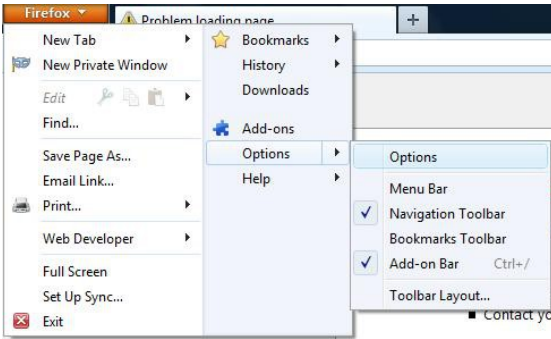 Firefox
Problem loading page
New Tab
New Private Window
Edit
Find...
Save Page As...
Email Link...
Print...
Web Developer
Full Screen
Set Up Sync...
Exit
Bookmarks
History
Downloads
Add-ons
Options
Help
Options
Menu Bar
Navigation Toolbar
Bookmarks Toolbar
Add-on Bar Ctrl+/
Toolbar Layout...
Contact yo